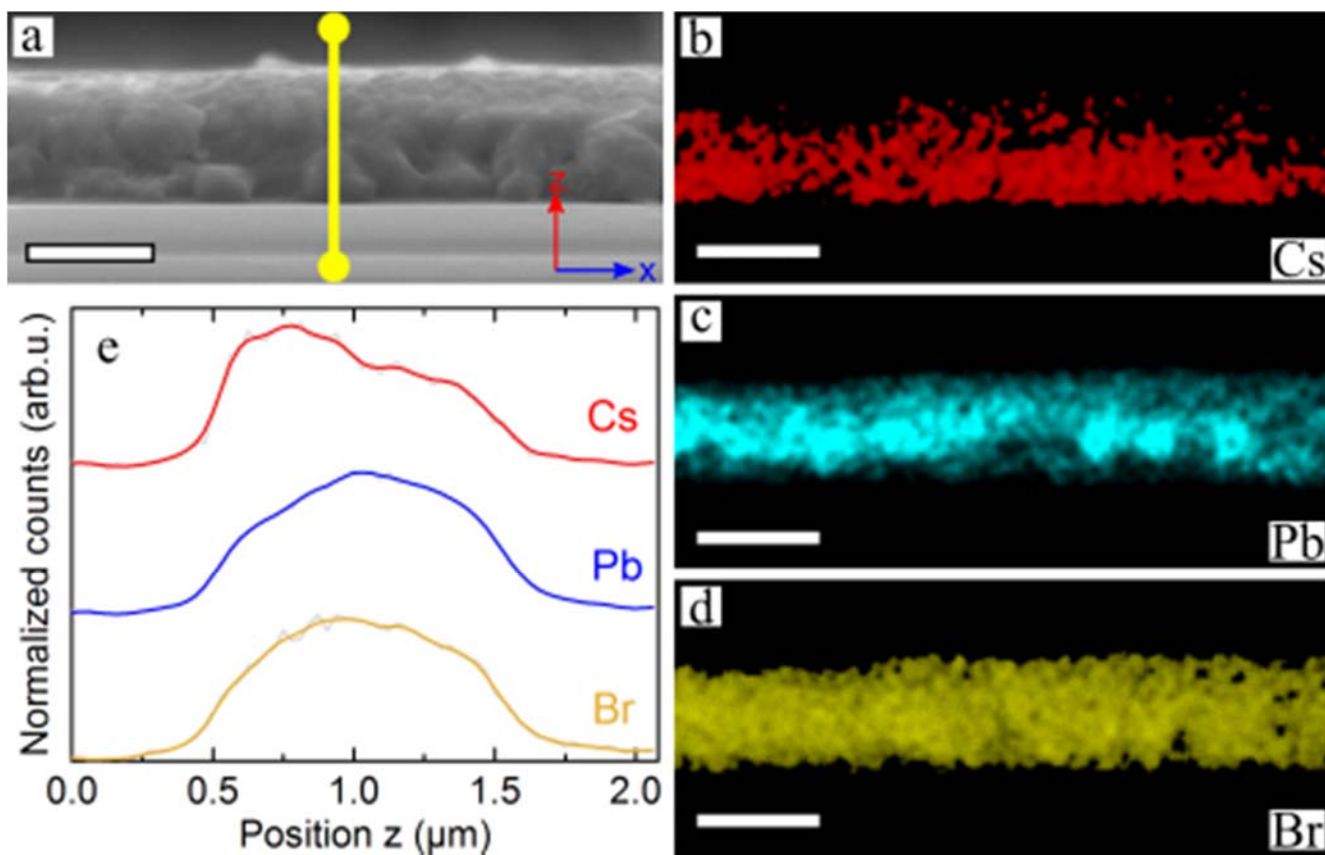 a
z
x
b
Cs
c
Pb
d
Br
e
Normalized counts (arb.u.)
Cs
Pb
Br
0.0 0.5 1.0 1.5 2.0
Position z (μm)